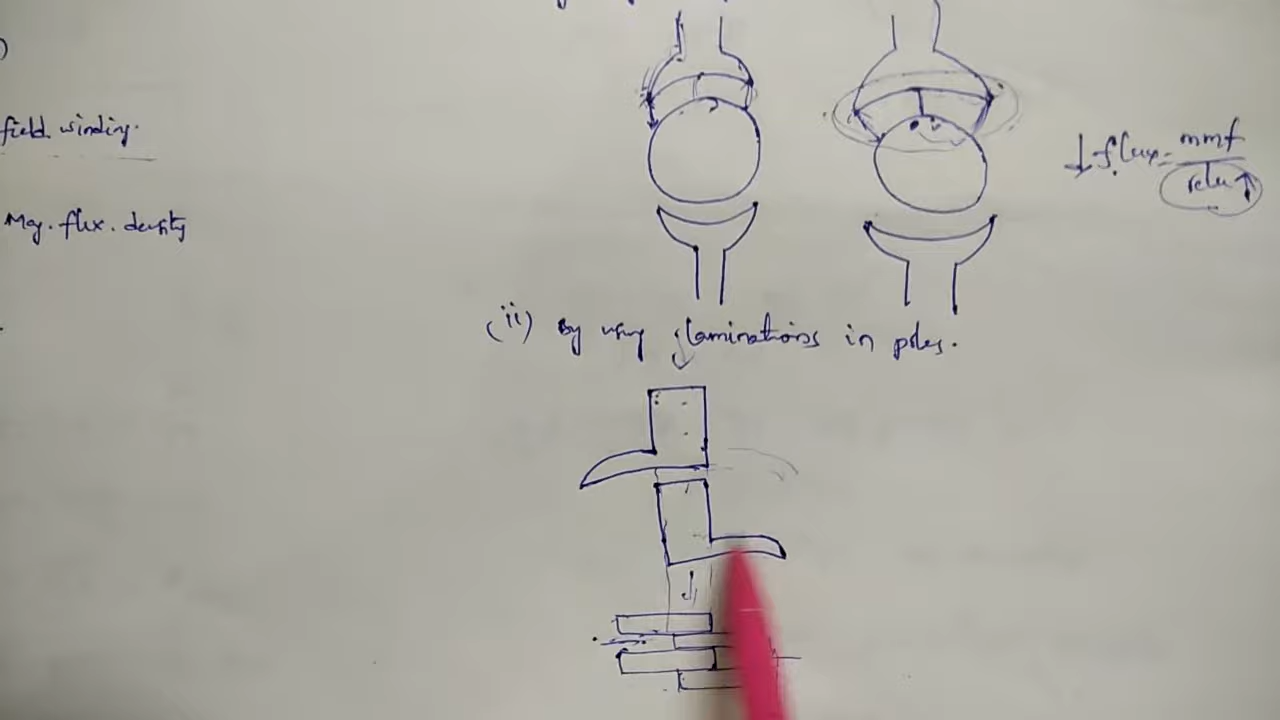 )
field winding.
Mag. flux. density
↓ flux = mmf
relu ↑
(ii) By using laminations in poles.